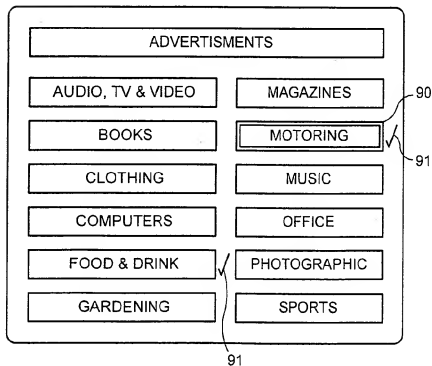 ADVERTISMENTS
AUDIO, TV & VIDEO
MAGAZINES
90
BOOKS
MOTORING
91
CLOTHING
MUSIC
COMPUTERS
OFFICE
FOOD & DRINK
PHOTOGRAPHIC
GARDENING
SPORTS
91